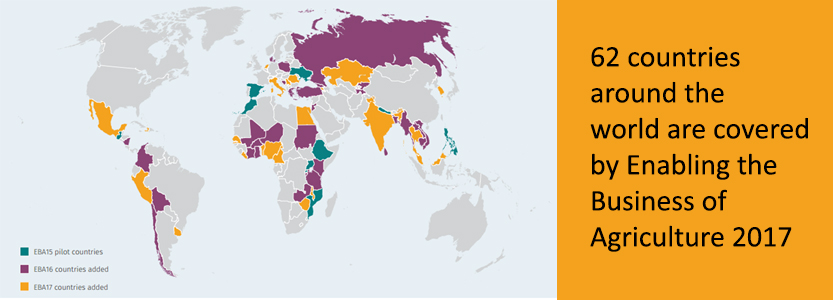 EBA15 pilot countries
EBA16 countries added
EBA17 countries added
62 countries
around the
world are covered
by Enabling the
Business of
Agriculture 2017